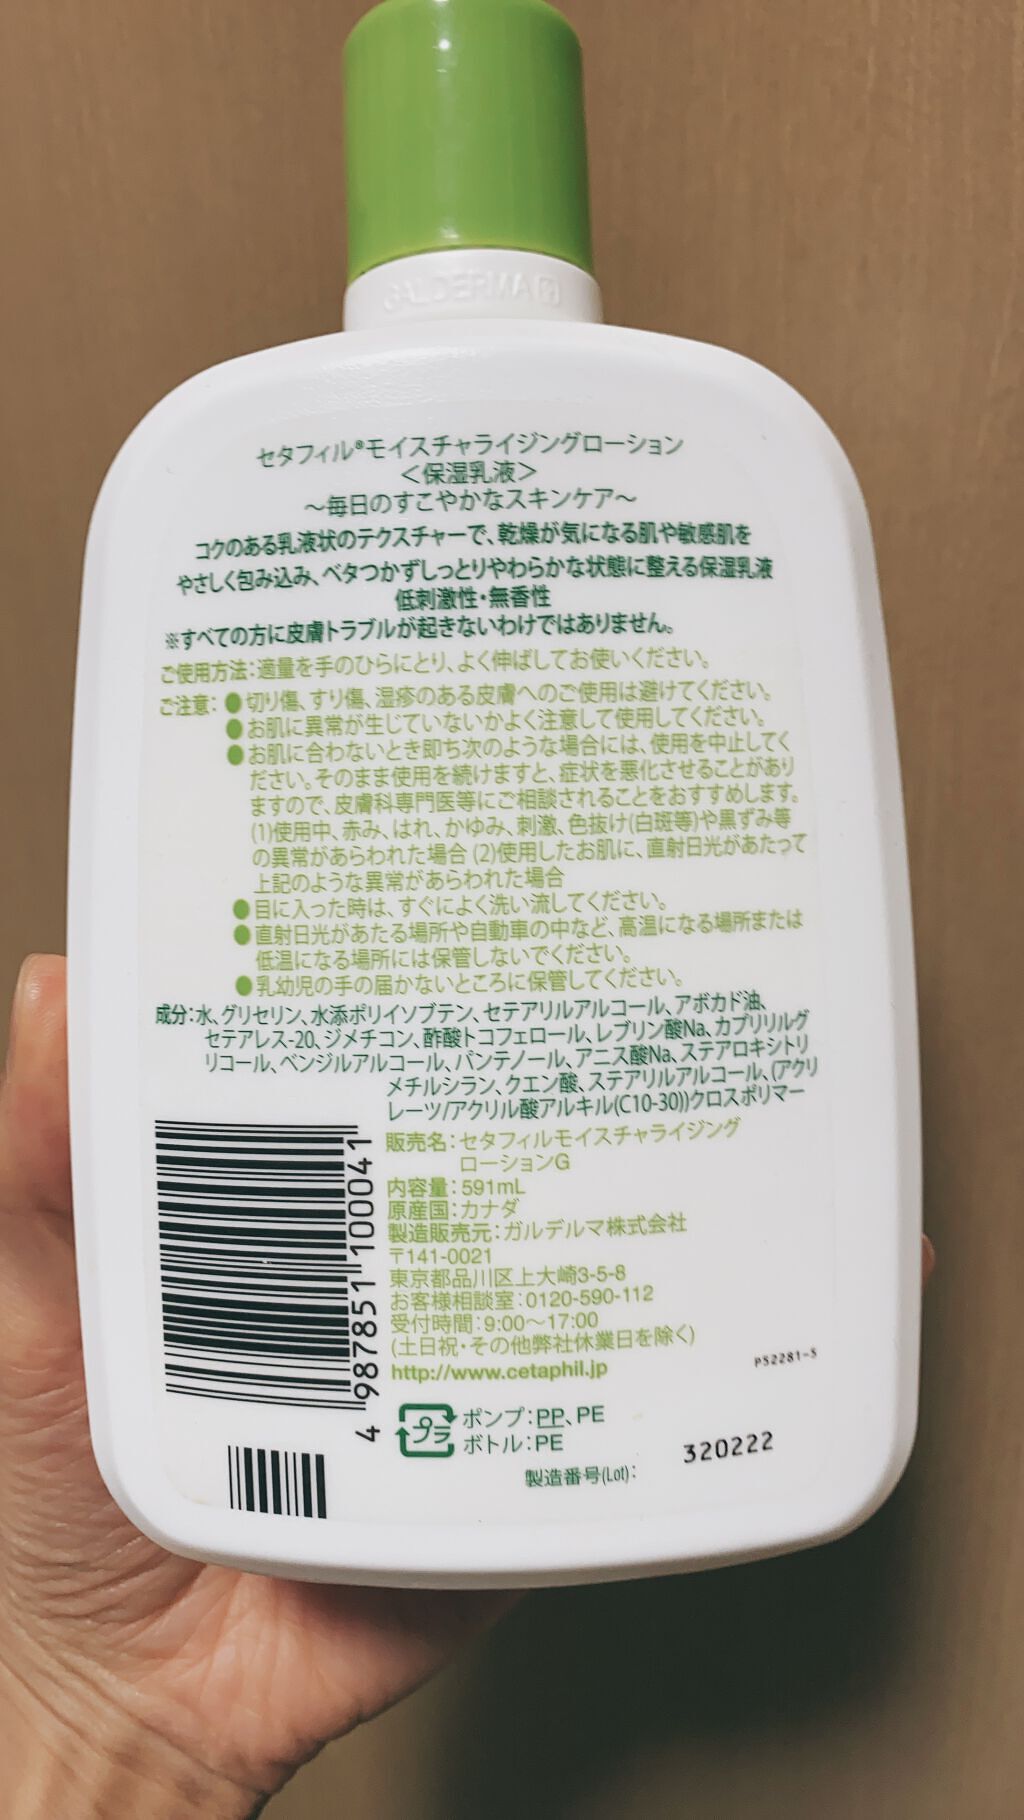 GALDERMA
セタフィル®モイスチャライジングローション
＜保湿乳液＞
～毎日のすこやかなスキンケア～
コクのある乳液状のテクスチャーで、乾燥が気になる肌や敏感肌を
やさしく包み込み、ベタつかずしっとりやわらかな状態に整える保湿乳液
低刺激性・無香性
※すべての方に皮膚トラブルが起きないわけではありません。
ご使用方法：適量を手のひらにとり、よく伸ばしてお使いください。
ご注意：●切り傷、すり傷、湿疹のある皮膚へのご使用は避けてください。
●お肌に異常が生じていないかよく注意して使用してください。
●お肌に合わないとき即ち次のような場合には、使用を中止してく
ださい。そのまま使用を続けますと、症状を悪化させることがあり
ますので、皮膚科専門医等にご相談されることをおすすめします。
(1)使用中、赤み、はれ、かゆみ、刺激、色抜け(白斑等)や黒ずみ等
の異常があらわれた場合 (2)使用したお肌に、直射日光があたって
上記のような異常があらわれた場合
●目に入った時は、すぐによく洗い流してください。
●直射日光があたる場所や自動車の中など、高温になる場所または
低温になる場所には保管しないでください。
●乳幼児の手の届かないところに保管してください。
成分：水、グリセリン、水添ポリイソブテン、セテアリルアルコール、アボカド油、
セテアレス-20、ジメチコン、酢酸トコフェロール、レブリン酸Na、カプリリルグ
リコール、ベンジルアルコール、パンテノール、アニス酸Na、ステアロキシトリ
メチルシラン、クエン酸、ステアリルアルコール、(アクリ
レーツ/アクリル酸アルキル(C10-30))クロスポリマー
販売名：セタフィルモイスチャライジング
ローションG
内容量：591mL
原産国：カナダ
製造販売元：ガルデルマ株式会社
〒141-0021
東京都品川区上大崎3-5-8
お客様相談室：0120-590-112
受付時間：9:00～17:00
(土日祝・その他弊社休業日を除く)
http://www.cetaphil.jp
P52281-5
4 987851 100041
プラ
ポンプ：PP、PE
ボトル：PE
320222
製造番号(Lot)：